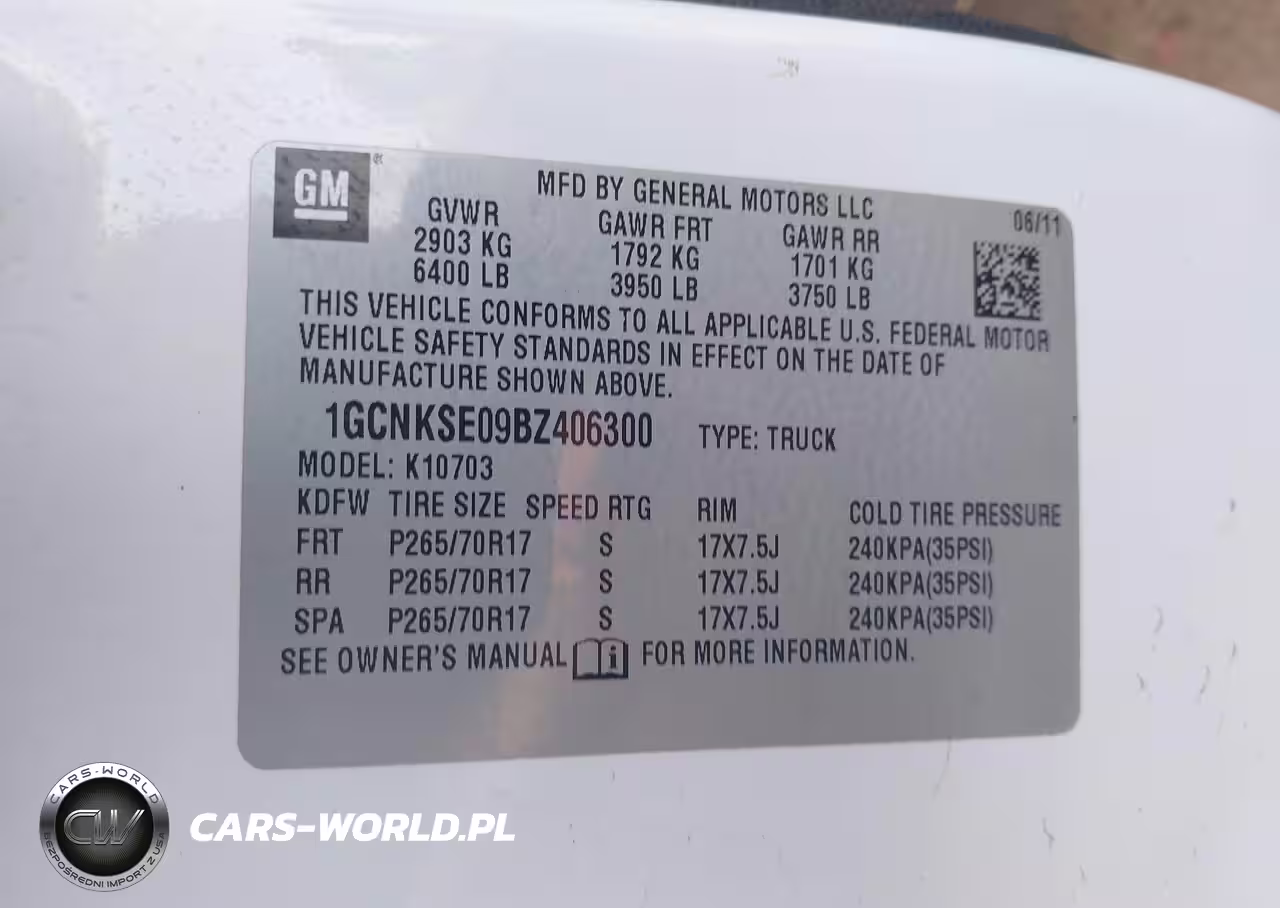 GM®
MFD BY GENERAL MOTORS LLC
06/11
GVWR GAWR FRT GAWR RR
2903 KG 1792 KG 1701 KG
6400 LB 3950 LB 3750 LB
THIS VEHICLE CONFORMS TO ALL APPLICABLE U.S. FEDERAL MOTOR
VEHICLE SAFETY STANDARDS IN EFFECT ON THE DATE OF
MANUFACTURE SHOWN ABOVE.
1GCNKSE09BZ406300 TYPE: TRUCK
MODEL: K10703
KDFW TIRE SIZE SPEED RTG RIM COLD TIRE PRESSURE
FRT P265/70R17 S 17X7.5J 240KPA(35PSI)
RR P265/70R17 S 17X7.5J 240KPA(35PSI)
SPA P265/70R17 S 17X7.5J 240KPA(35PSI)
SEE OWNER'S MANUAL i FOR MORE INFORMATION.
CARS-WORLD
CW
BEZPOŚREDNI IMPORT Z USA
CARS-WORLD.PL